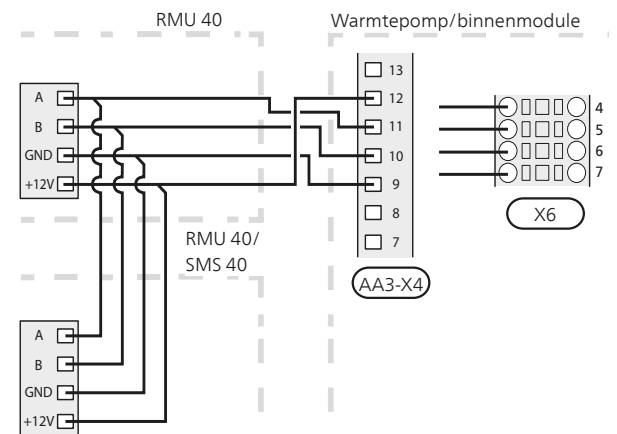 RMU 40
Warmtepomp/binnenmodule
A
B
GND
+12V
13
12
11
10
9
8
7
AA3-X4
4
5
6
7
X6
RMU 40/
SMS 40
A
B
GND
+12V